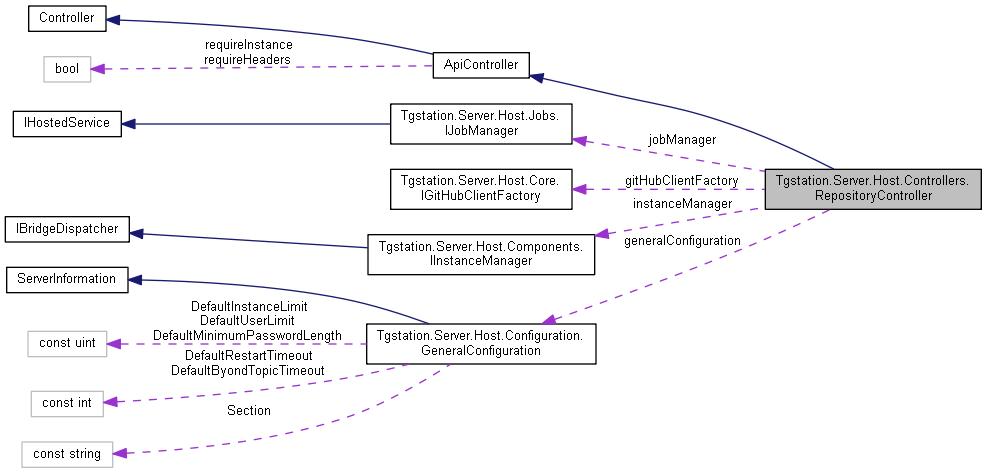 Controller
requireInstance
requireHeaders
bool
ApiController
IHostedService
Tgstation.Server.Host.Jobs.
IJobManager
jobManager
Tgstation.Server.Host.Core.
IGitHubClientFactory
gitHubClientFactory
Tgstation.Server.Host.Controllers.
RepositoryController
instanceManager
IBridgeDispatcher
Tgstation.Server.Host.Components.
IInstanceManager
generalConfiguration
ServerInformation
DefaultInstanceLimit
DefaultUserLimit
DefaultMinimumPasswordLength
const uint
Tgstation.Server.Host.Configuration.
GeneralConfiguration
DefaultRestartTimeout
DefaultByondTopicTimeout
const int
Section
const string